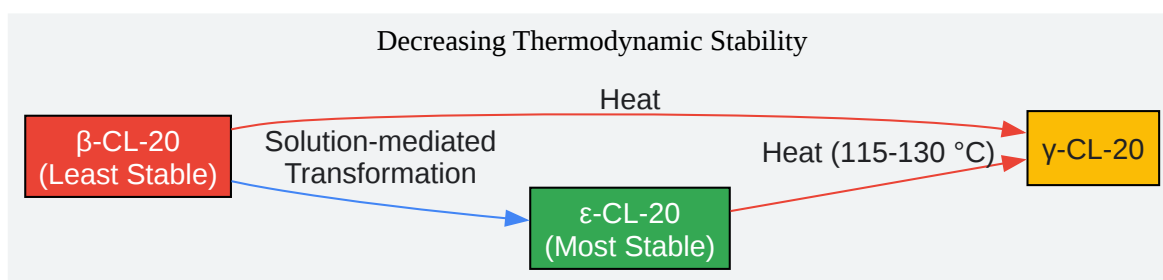 Decreasing Thermodynamic Stability
Heat
β-CL-20
(Least Stable)
Solution-mediated
Transformation
Heat (115-130 °C)
γ-CL-20
ε-CL-20
(Most Stable)